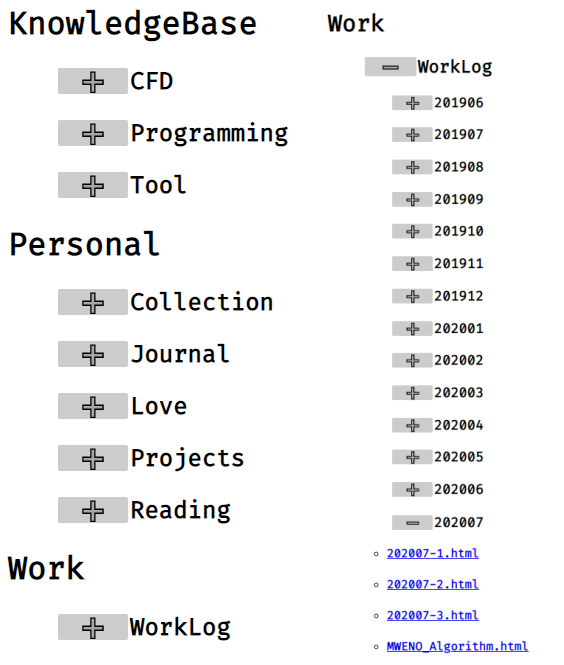 KnowledgeBase
CFD
Programming
Tool
Personal
Collection
Journal
Love
Projects
Reading
Work
WorkLog
Work
WorkLog
201906
201907
201908
201909
201910
201911
201912
202001
202002
202003
202004
202005
202006
202007
202007-1.html
202007-2.html
202007-3.html
MWENO_Algorithm.html